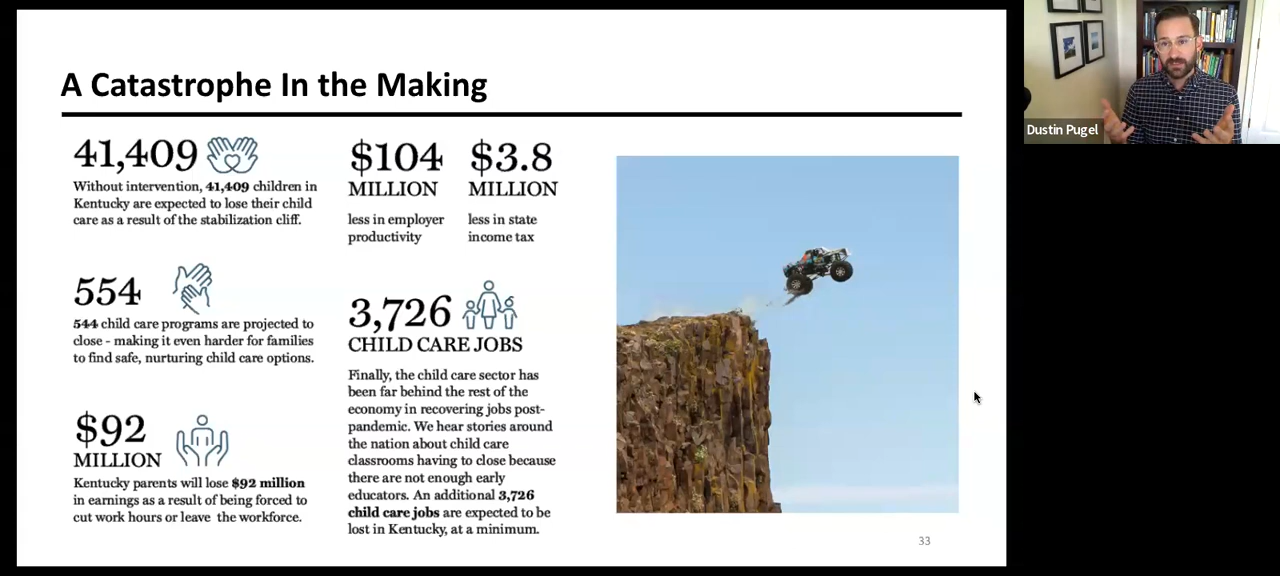 A Catastrophe In the Making
41,409
Without intervention, 41,409 children in
Kentucky are expected to lose their child
care as a result of the stabilization cliff.
554
544 child care programs are projected to
close - making it even harder for families
to find safe, nurturing child care options.
$92
MILLION
Kentucky parents will lose $92 million
in earnings as a result of being forced to
cut work hours or leave the workforce.
$104
MILLION
less in employer
productivity
$3.8
MILLION
less in state
income tax
3,726
CHILD CARE JOBS
Finally, the child care sector has
been far behind the rest of the
economy in recovering jobs post-
pandemic. We hear stories around
the nation about child care
classrooms having to close because
there are not enough early
educators. An additional 3,726
child care jobs are expected to be
lost in Kentucky, at a minimum.
33
Dustin Pugel